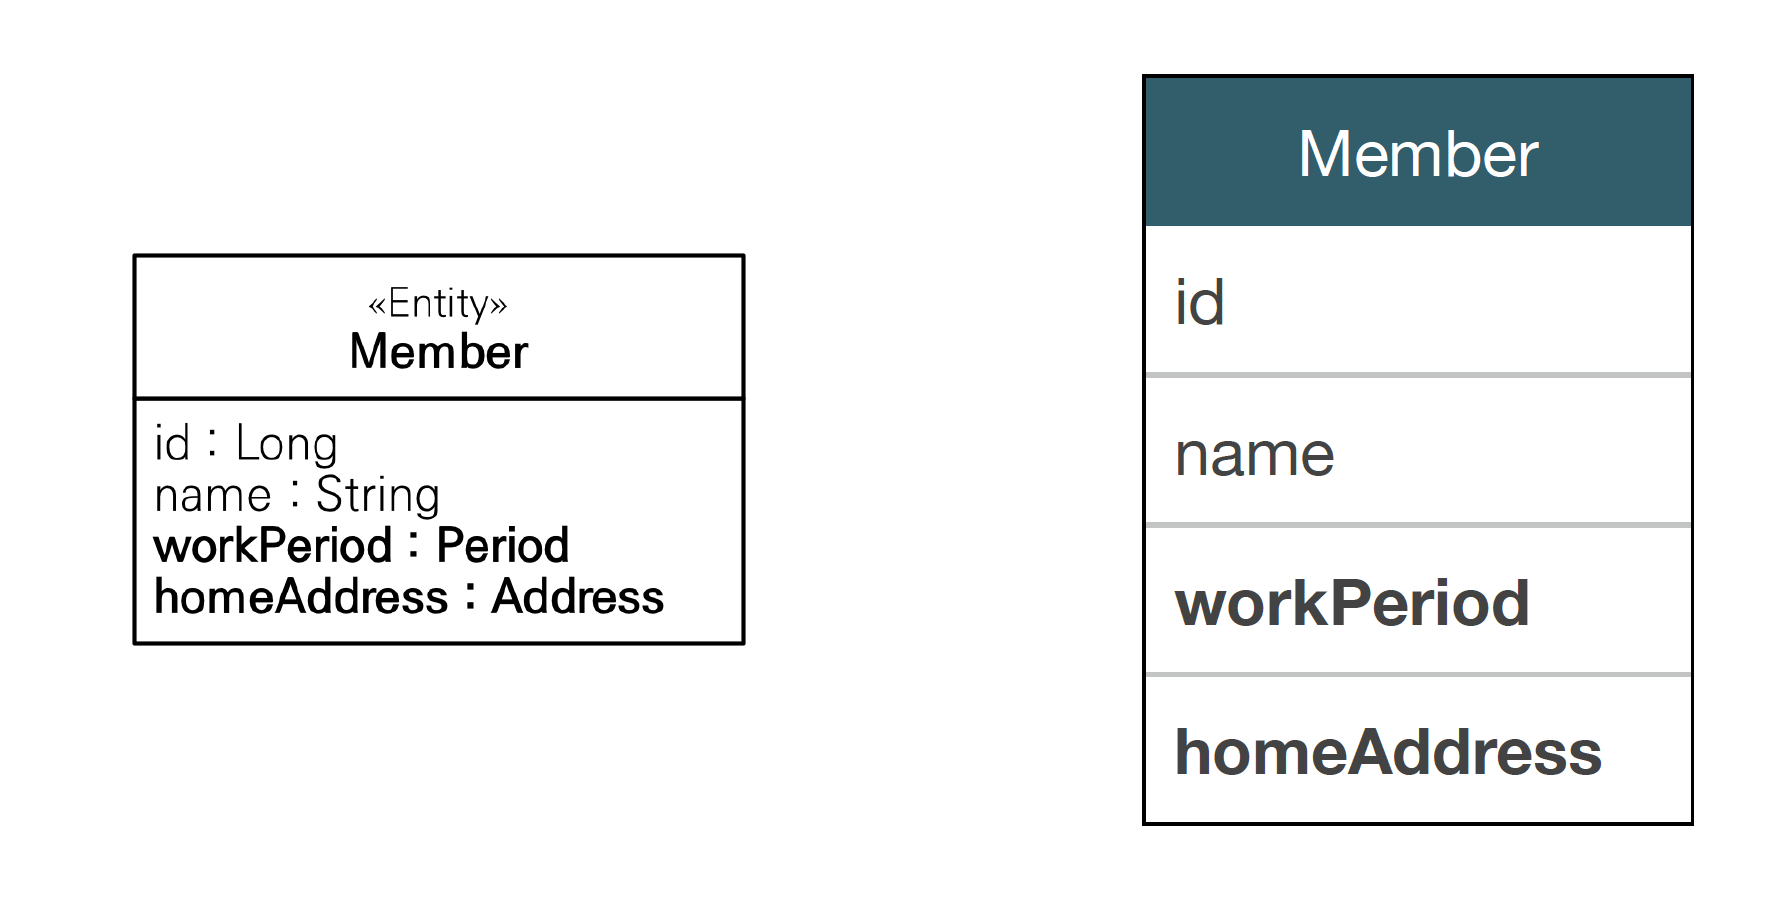 «Entity»
Member
id : Long
name : String
workPeriod : Period
homeAddress : Address
Member
id
name
workPeriod
homeAddress